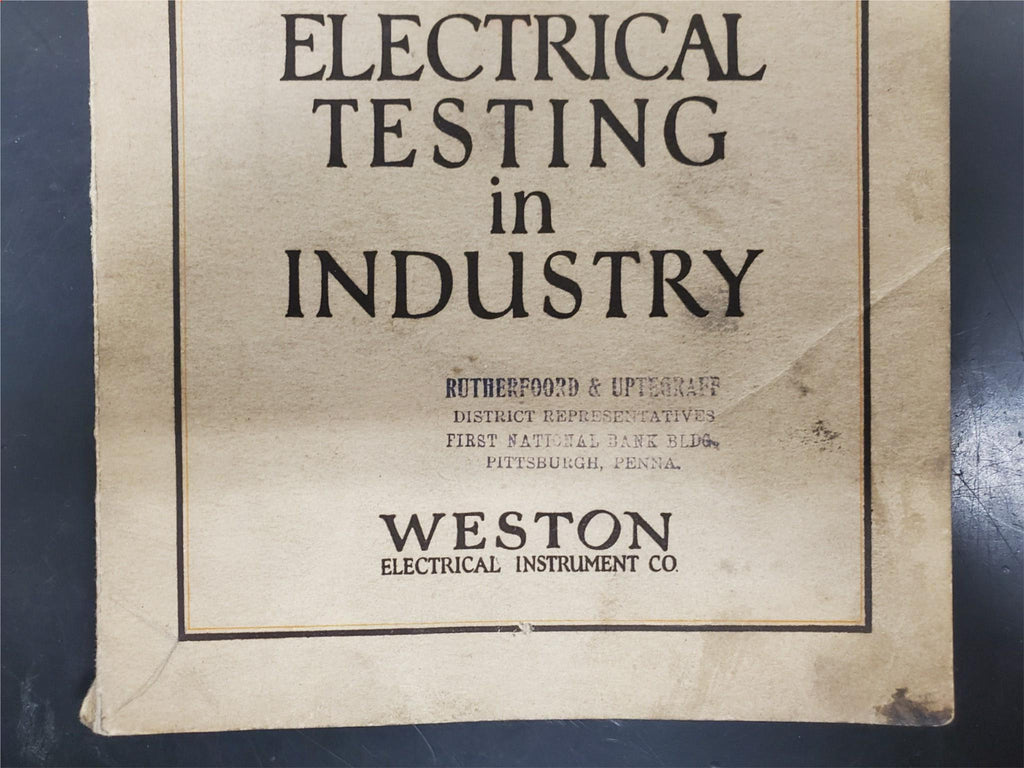 ELECTRICAL
TESTING
in
INDUSTRY
RUTHERFOORD & UPTEGRAFF
DISTRICT REPRESENTATIVES
FIRST NATIONAL BANK BLDG.
PITTSBURGH, PENNA.
WESTON
ELECTRICAL INSTRUMENT CO.